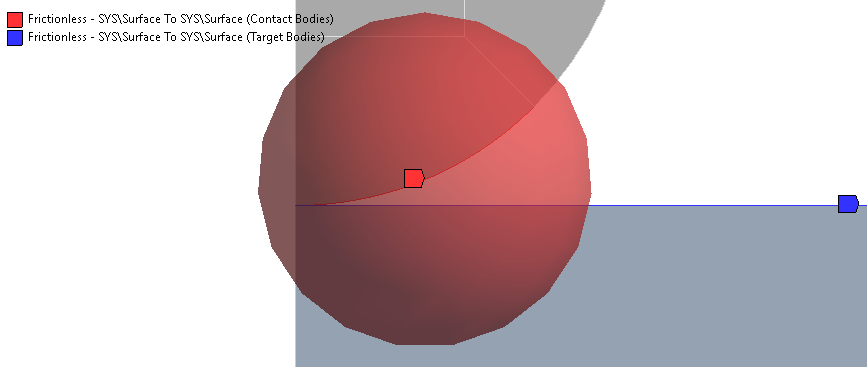 Frictionless - SYS\Surface To SYS\Surface (Contact Bodies)
Frictionless - SYS\Surface To SYS\Surface (Target Bodies)